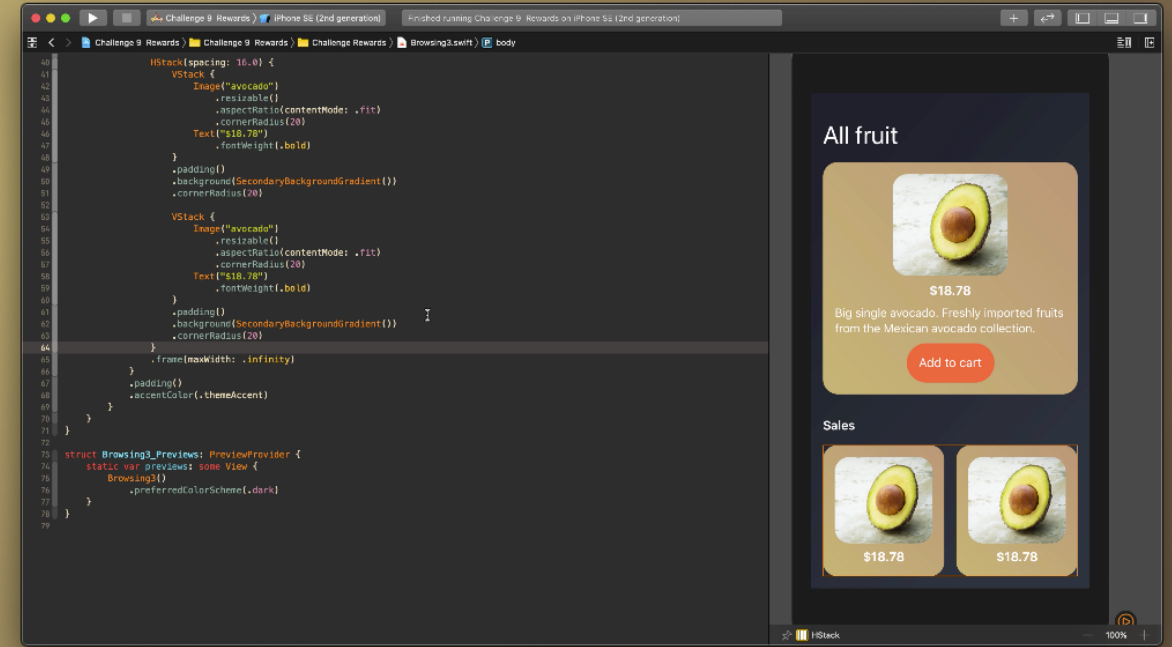 Challenge 9 Rewards ⟩ iPhone SE (2nd generation)
Finished running Challenge 9 Rewards on iPhone SE (2nd generation)
Challenge 9 Rewards ⟩ Challenge 9 Rewards ⟩ Challenge Rewards ⟩ Browsing3.swift ⟩ P body
40 HStack(spacing: 16.0) {
41 VStack {
42 Image("avocado")
43 .resizable()
44 .aspectRatio(contentMode: .fit)
45 .cornerRadius(20)
46 Text("$18.78")
47 .fontWeight(.bold)
48 }
49 .padding()
50 .background(SecondaryBackgroundGradient())
51 .cornerRadius(20)
52
53 VStack {
54 Image("avocado")
55 .resizable()
56 .aspectRatio(contentMode: .fit)
57 .cornerRadius(20)
58 Text("$18.78")
59 .fontWeight(.bold)
60 }
61 .padding()
62 .background(SecondaryBackgroundGradient())
63 .cornerRadius(20)
64 }
65 .frame(maxWidth: .infinity)
66 }
67 .padding()
68 .accentColor(.themeAccent)
69 }
70 }
71 }
72
73 struct Browsing3_Previews: PreviewProvider {
74 static var previews: some View {
75 Browsing3()
76 .preferredColorScheme(.dark)
77 }
78 }
79
All fruit
$18.78
Big single avocado. Freshly imported fruits
from the Mexican avocado collection.
Add to cart
Sales
$18.78 $18.78
HStack
100%